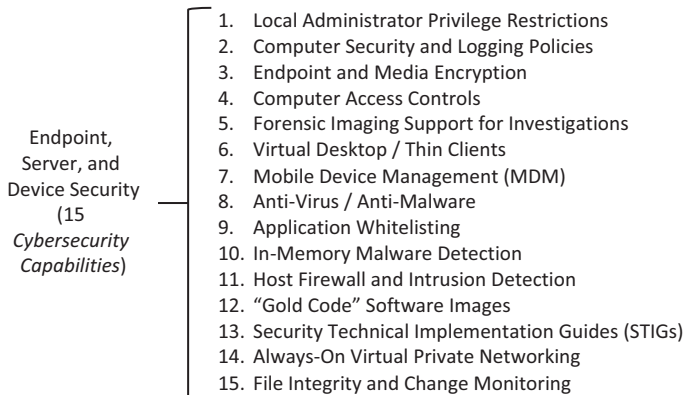 Endpoint,
Server, and
Device Security
(15
Cybersecurity
Capabilities)
1. Local Administrator Privilege Restrictions
2. Computer Security and Logging Policies
3. Endpoint and Media Encryption
4. Computer Access Controls
5. Forensic Imaging Support for Investigations
6. Virtual Desktop / Thin Clients
7. Mobile Device Management (MDM)
8. Anti-Virus / Anti-Malware
9. Application Whitelisting
10. In-Memory Malware Detection
11. Host Firewall and Intrusion Detection
12. “Gold Code” Software Images
13. Security Technical Implementation Guides (STIGs)
14. Always-On Virtual Private Networking
15. File Integrity and Change Monitoring